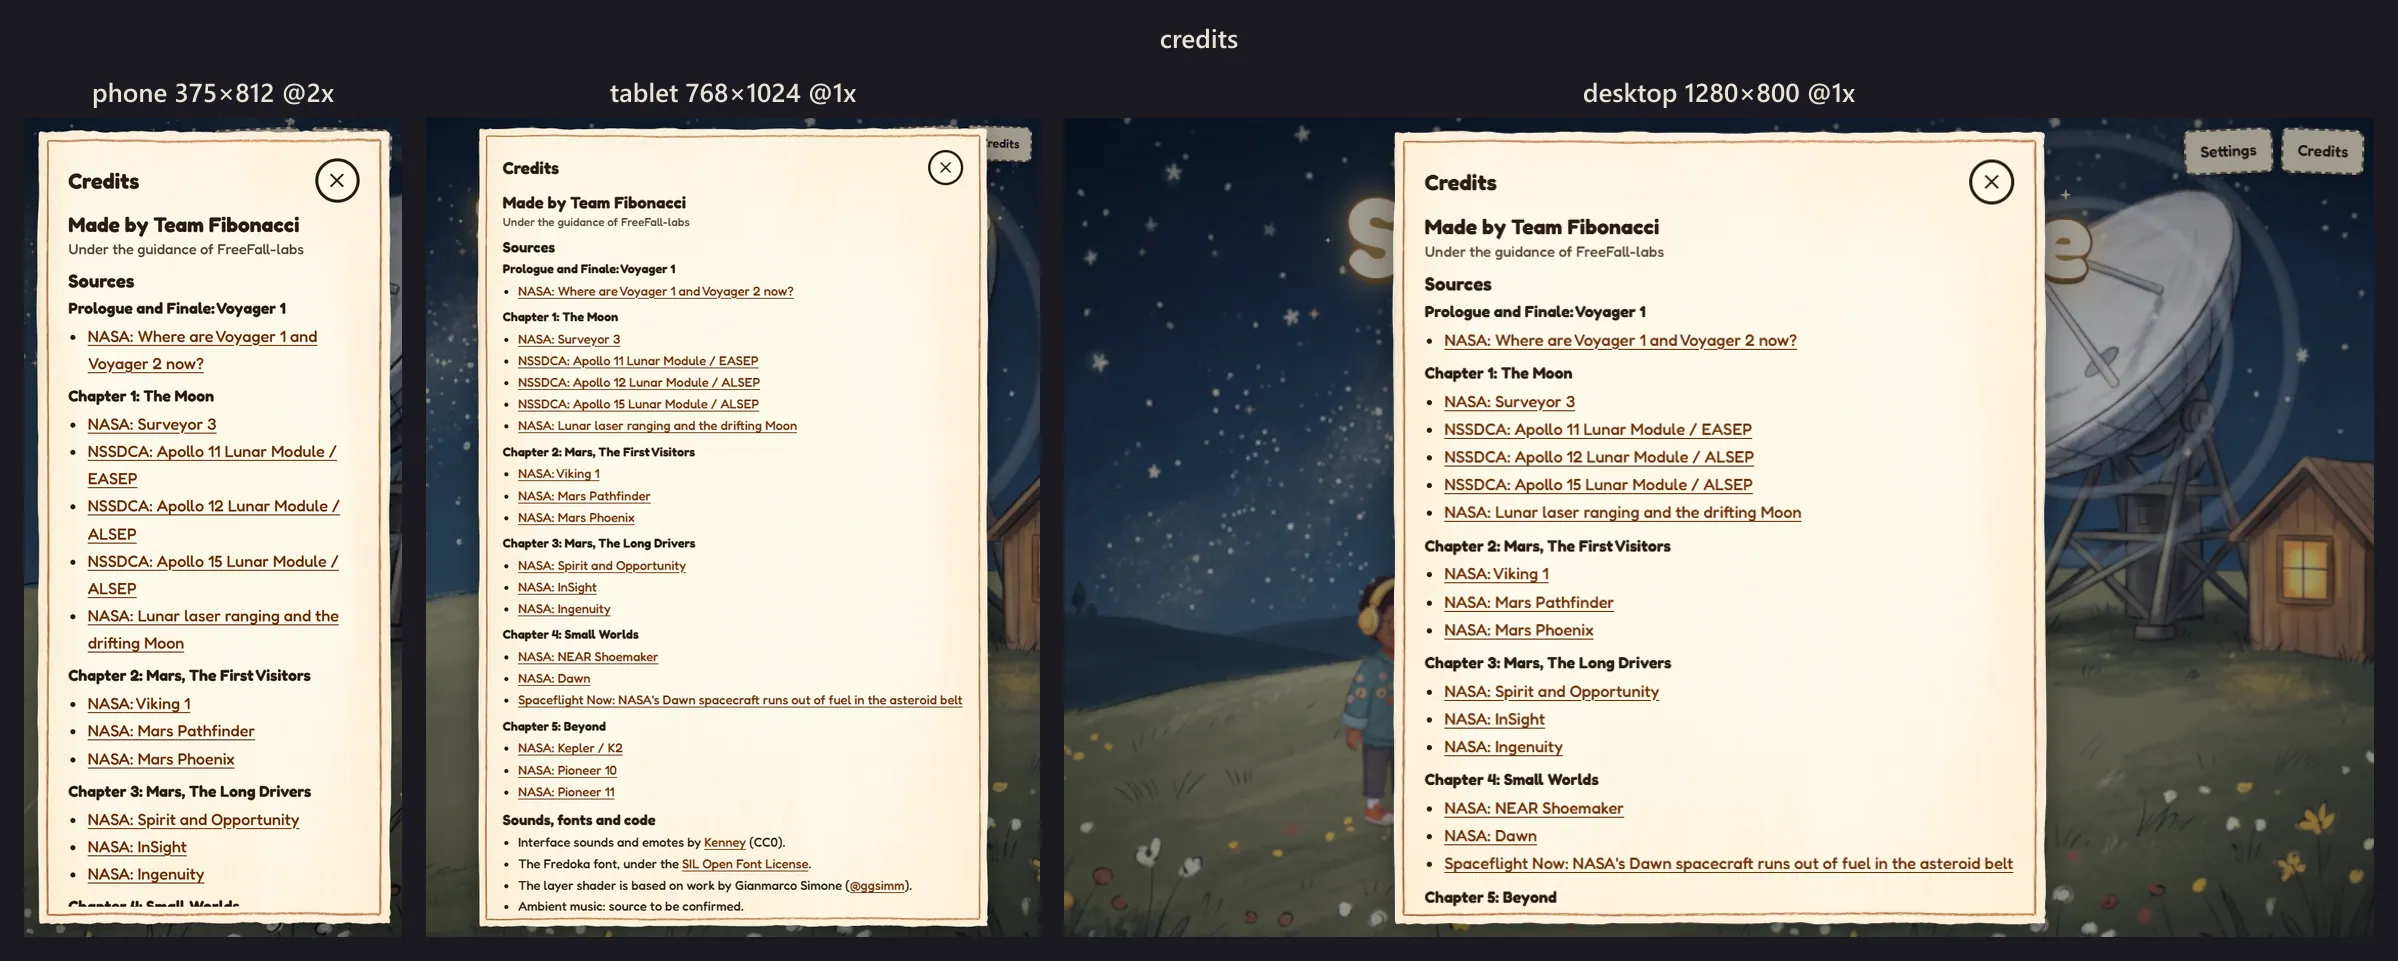 credits
phone 375×812 @2x
Credits
Made by Team Fibonacci
Under the guidance of FreeFall-labs
Sources
Prologue and Finale: Voyager 1
NASA: Where are Voyager 1 and
Voyager 2 now?
Chapter 1: The Moon
NASA: Surveyor 3
NSSDCA: Apollo 11 Lunar Module /
EASEP
NSSDCA: Apollo 12 Lunar Module /
ALSEP
NSSDCA: Apollo 15 Lunar Module /
ALSEP
NASA: Lunar laser ranging and the
drifting Moon
Chapter 2: Mars, The First Visitors
NASA: Viking 1
NASA: Mars Pathfinder
NASA: Mars Phoenix
Chapter 3: Mars, The Long Drivers
NASA: Spirit and Opportunity
NASA: InSight
NASA: Ingenuity
Chapter 4: Small Worlds
tablet 768×1024 @1x
redits
Credits
Made by Team Fibonacci
Under the guidance of FreeFall-labs
Sources
Prologue and Finale: Voyager 1
NASA: Where are Voyager 1 and Voyager 2 now?
Chapter 1: The Moon
NASA: Surveyor 3
NSSDCA: Apollo 11 Lunar Module / EASEP
NSSDCA: Apollo 12 Lunar Module / ALSEP
NSSDCA: Apollo 15 Lunar Module / ALSEP
NASA: Lunar laser ranging and the drifting Moon
Chapter 2: Mars, The First Visitors
NASA: Viking 1
NASA: Mars Pathfinder
NASA: Mars Phoenix
Chapter 3: Mars, The Long Drivers
NASA: Spirit and Opportunity
NASA: InSight
NASA: Ingenuity
Chapter 4: Small Worlds
NASA: NEAR Shoemaker
NASA: Dawn
Spaceflight Now: NASA's Dawn spacecraft runs out of fuel in the asteroid belt
Chapter 5: Beyond
NASA: Kepler / K2
NASA: Pioneer 10
NASA: Pioneer 11
Sounds, fonts and code
Interface sounds and emotes by Kenney (CC0).
The Fredoka font, under the SIL Open Font License.
The layer shader is based on work by Gianmarco Simone (@ggsimm).
Ambient music: source to be confirmed.
desktop 1280×800 @1x
Settings
Credits
S
e
Credits
Made by Team Fibonacci
Under the guidance of FreeFall-labs
Sources
Prologue and Finale: Voyager 1
NASA: Where are Voyager 1 and Voyager 2 now?
Chapter 1: The Moon
NASA: Surveyor 3
NSSDCA: Apollo 11 Lunar Module / EASEP
NSSDCA: Apollo 12 Lunar Module / ALSEP
NSSDCA: Apollo 15 Lunar Module / ALSEP
NASA: Lunar laser ranging and the drifting Moon
Chapter 2: Mars, The First Visitors
NASA: Viking 1
NASA: Mars Pathfinder
NASA: Mars Phoenix
Chapter 3: Mars, The Long Drivers
NASA: Spirit and Opportunity
NASA: InSight
NASA: Ingenuity
Chapter 4: Small Worlds
NASA: NEAR Shoemaker
NASA: Dawn
Spaceflight Now: NASA's Dawn spacecraft runs out of fuel in the asteroid belt
Chapter 5: Beyond